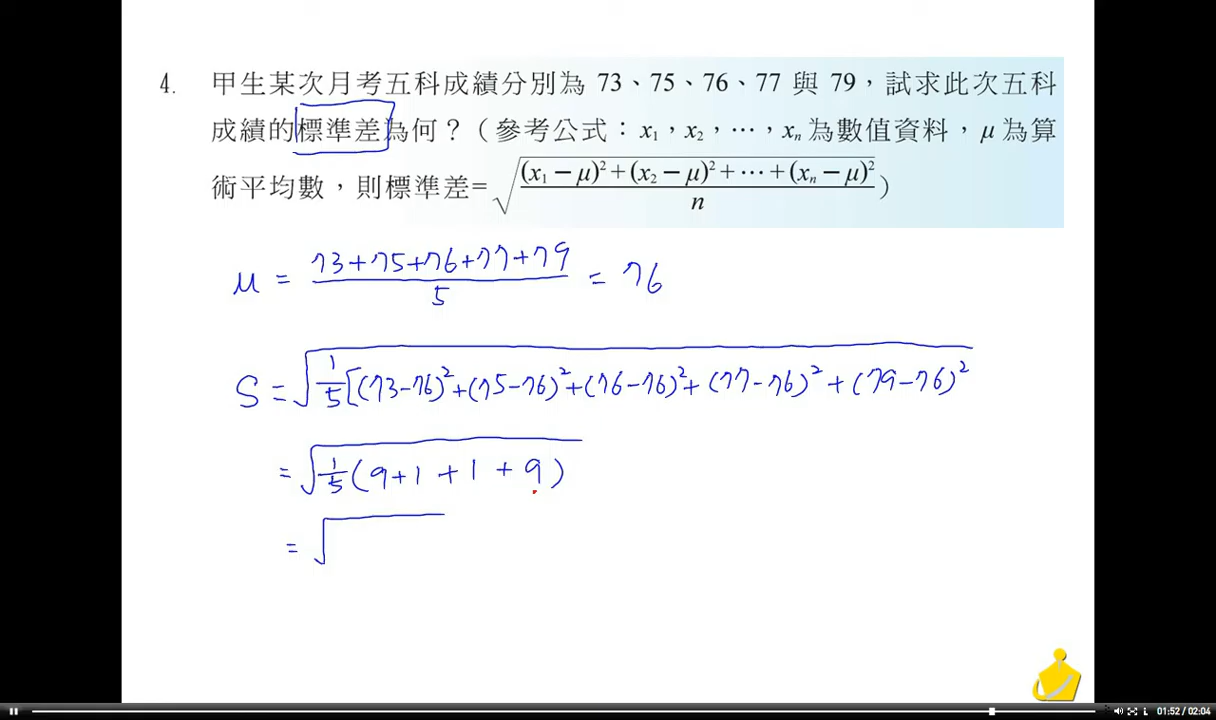 4. 甲生某次月考五科成績分別為 73、75、76、77 與 79，試求此次五科
成績的標準差為何？（參考公式：x₁，x₂，⋯，xₙ 為數值資料，μ 為算
術平均數，則標準差=√(((x₁−μ)²+(x₂−μ)²+⋯+(xₙ−μ)²)/n)）
μ = (73+75+76+77+79)/5 = 76
S = √(1/5[(73-76)²+(75-76)²+(76-76)²+(77-76)²+(79-76)²
= √(1/5(9+1+1+9))
= √
01:52 / 02:04